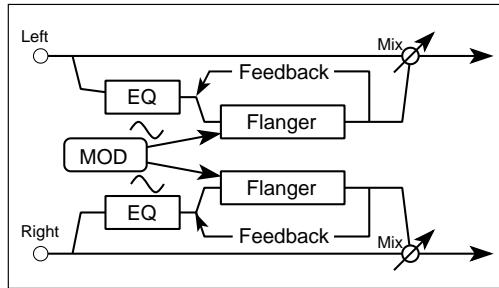 Left
Mix
Feedback
EQ
Flanger
MOD
Flanger
EQ
Right
Feedback
Mix